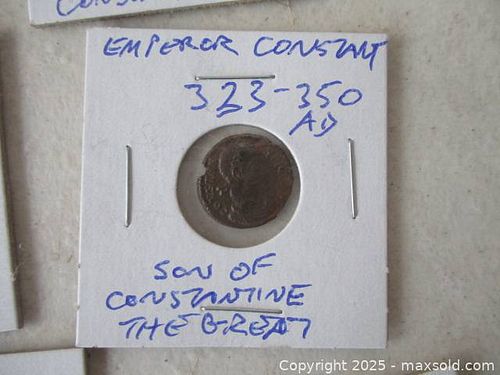 EMPEROR CONSTANT
323-350
AD
SON OF
CONSTANTINE
THE GREAT
Copyright 2025 - maxsold.com